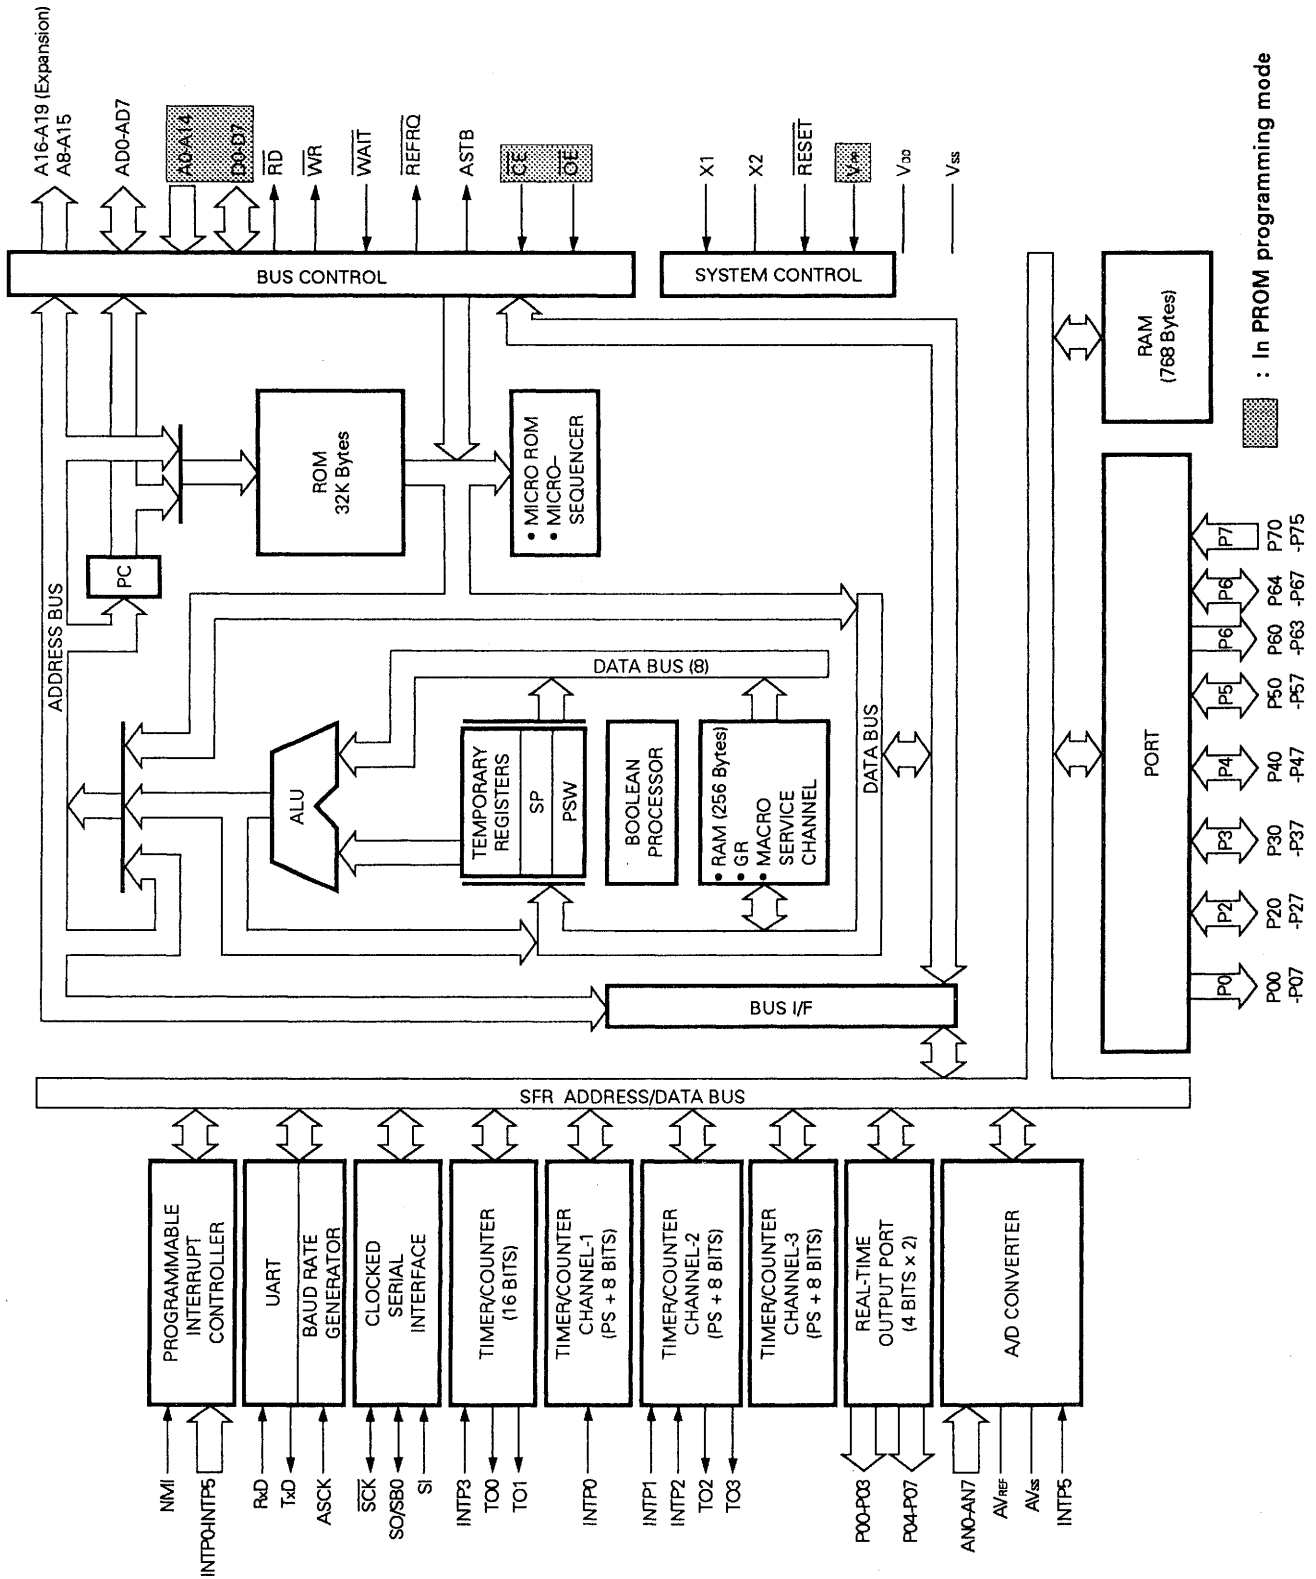 NMI
INTP0-INTP5
RxD
TxD
ASCK
SCK
SO/SB0
SI
INTP3
TO0
TO1
INTP0
INTP1
INTP2
TO2
TO3
P00-P03
P04-P07
AN0-AN7
AVREF
AVSS
INTP5
PROGRAMMABLE
INTERRUPT
CONTROLLER
UART
BAUD RATE
GENERATOR
CLOCKED
SERIAL
INTERFACE
TIMER/COUNTER
(16 BITS)
TIMER/COUNTER
CHANNEL-1
(PS + 8 BITS)
TIMER/COUNTER
CHANNEL-2
(PS + 8 BITS)
TIMER/COUNTER
CHANNEL-3
(PS + 8 BITS)
REAL-TIME
OUTPUT PORT
(4 BITS × 2)
A/D CONVERTER
SFR ADDRESS/DATA BUS
BUS I/F
ADDRESS BUS
PC
ALU
TEMPORARY
REGISTERS
SP
PSW
BOOLEAN
PROCESSOR
• RAM (256 Bytes)
• GR
• MACRO
SERVICE
CHANNEL
DATA BUS (8)
DATA BUS
ROM
32K Bytes
• MICRO ROM
• MICRO–
SEQUENCER
BUS CONTROL
SYSTEM CONTROL
A16-A19 (Expansion)
A8-A15
AD0-AD7
A0-A14
D0-D7
RD
WR
WAIT
REFRQ
ASTB
CE
OE
X1
X2
RESET
VPP
VDD
VSS
RAM
(768 Bytes)
PORT
P0
P2
P3
P4
P5
P6
P6
P7
P00
-P07
P20
-P27
P30
-P37
P40
-P47
P50
-P57
P60
-P63
P64
-P67
P70
-P75
: In PROM programming mode